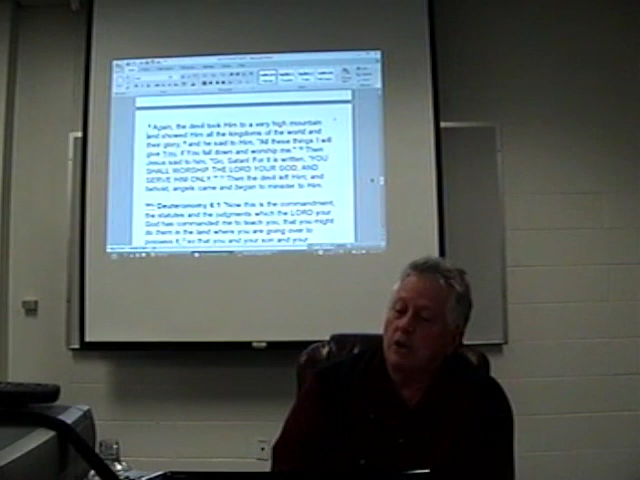 ⁸ Again, the devil took Him to a very high mountain
and showed Him all the kingdoms of the world and
their glory; ⁹ and he said to Him, "All these things I will
give You, if You fall down and worship me." ¹⁰ Then
Jesus said to him, "Go, Satan! For it is written, 'YOU
SHALL WORSHIP THE LORD YOUR GOD, AND
SERVE HIM ONLY.'" ¹¹ Then the devil left Him; and
behold, angels came and began to minister to Him.
Deuteronomy 6:1 "Now this is the commandment,
the statutes and the judgments which the LORD your
God has commanded me to teach you, that you might
do them in the land where you are going over to
possess it, ² so that you and your son and your